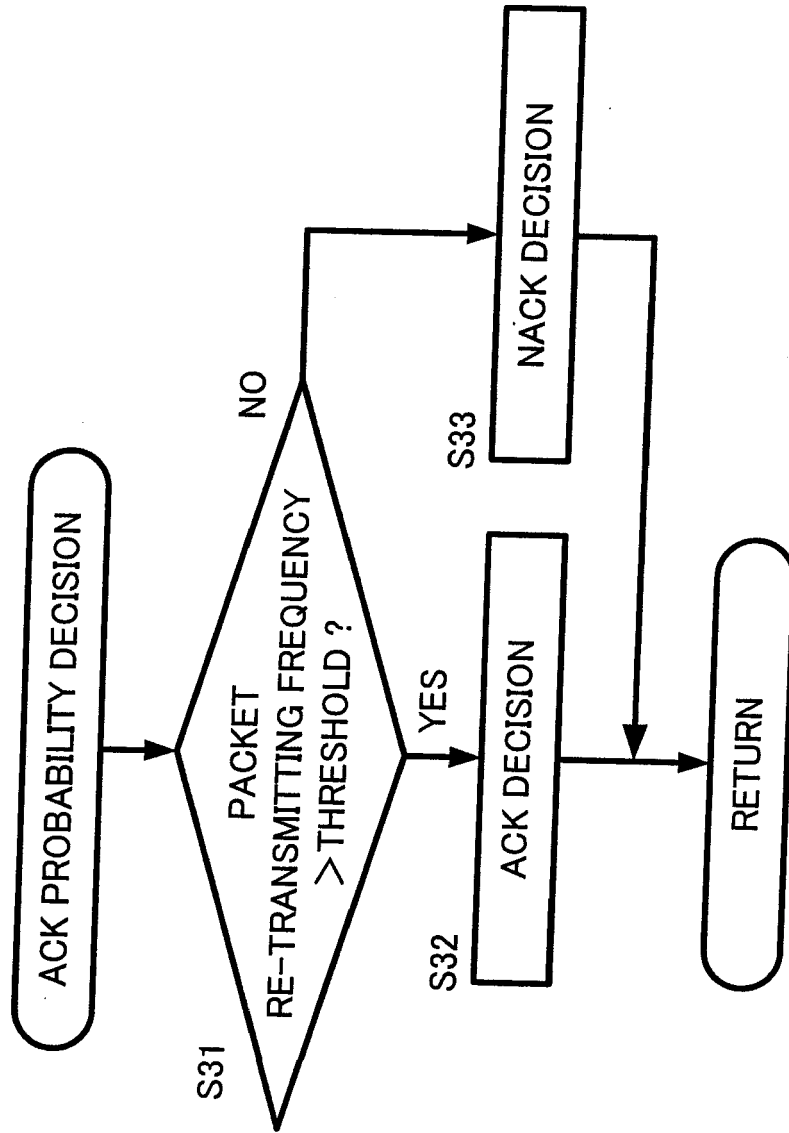 ACK PROBABILITY DECISION
S31
PACKET
RE-TRANSMITTING FREQUENCY
>THRESHOLD ?
NO
YES
S32
ACK DECISION
S33
NACK DECISION
RETURN